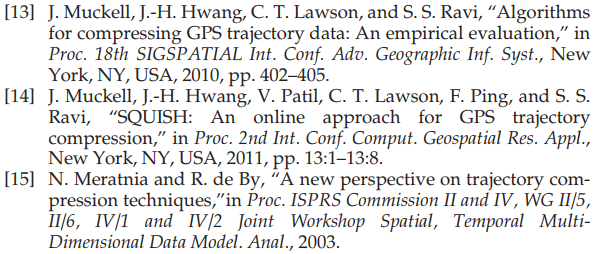 [13] J. Muckell, J.-H. Hwang, C. T. Lawson, and S. S. Ravi, “Algorithms
for compressing GPS trajectory data: An empirical evaluation,” in
Proc. 18th SIGSPATIAL Int. Conf. Adv. Geographic Inf. Syst., New
York, NY, USA, 2010, pp. 402–405.
[14] J. Muckell, J.-H. Hwang, V. Patil, C. T. Lawson, F. Ping, and S. S.
Ravi, “SQUISH: An online approach for GPS trajectory
compression,” in Proc. 2nd Int. Conf. Comput. Geospatial Res. Appl.,
New York, NY, USA, 2011, pp. 13:1–13:8.
[15] N. Meratnia and R. de By, “A new perspective on trajectory com-
pression techniques,”in Proc. ISPRS Commission II and IV, WG II/5,
II/6, IV/1 and IV/2 Joint Workshop Spatial, Temporal Multi-
Dimensional Data Model. Anal., 2003.